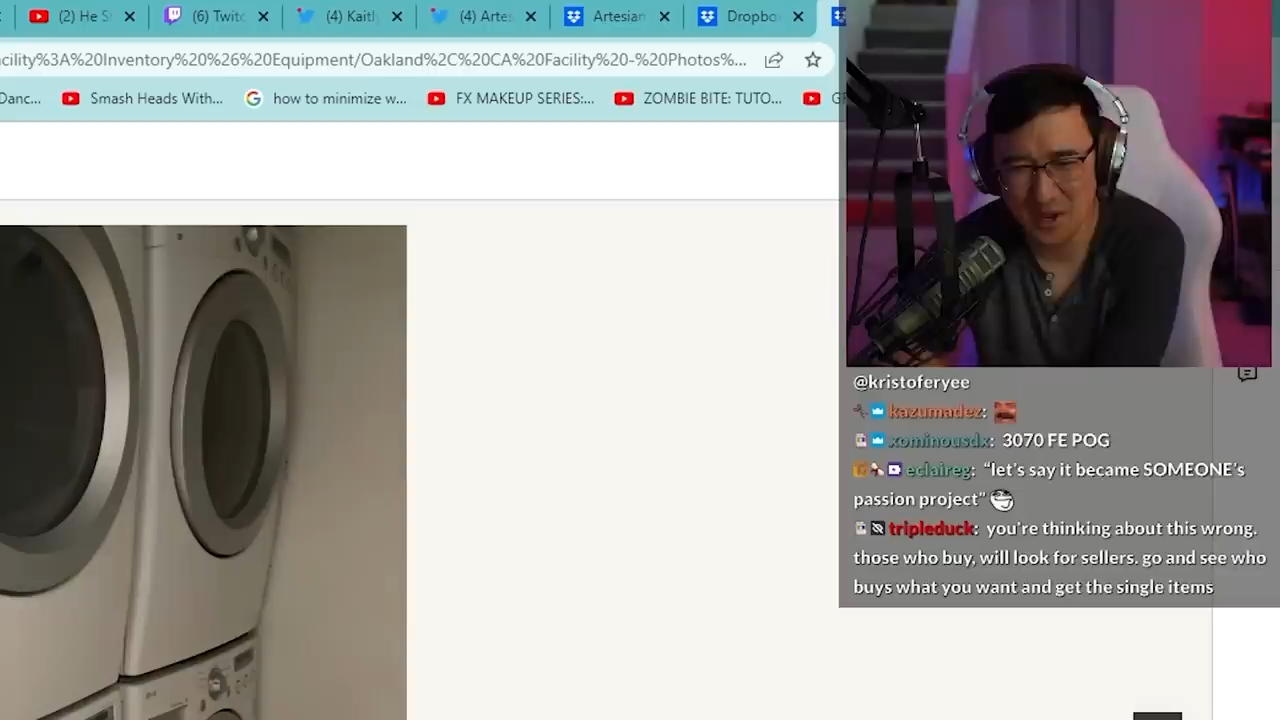 (2) He S
(6) Twitc
(4) Kaitl
(4) Artes
Artesian
Dropbo
cility%3A%20Inventory%20%26%20Equipment/Oakland%2C%20CA%20Facility%20-%20Photos%...
Danc...
Smash Heads With...
how to minimize w...
FX MAKEUP SERIES:...
ZOMBIE BITE: TUTO...
@kristoferyee
kazumadez:
xominousdx: 3070 FE POG
eclaireg: “let's say it became SOMEONE's
passion project”
tripleduck: you're thinking about this wrong.
those who buy, will look for sellers. go and see who
buys what you want and get the single items